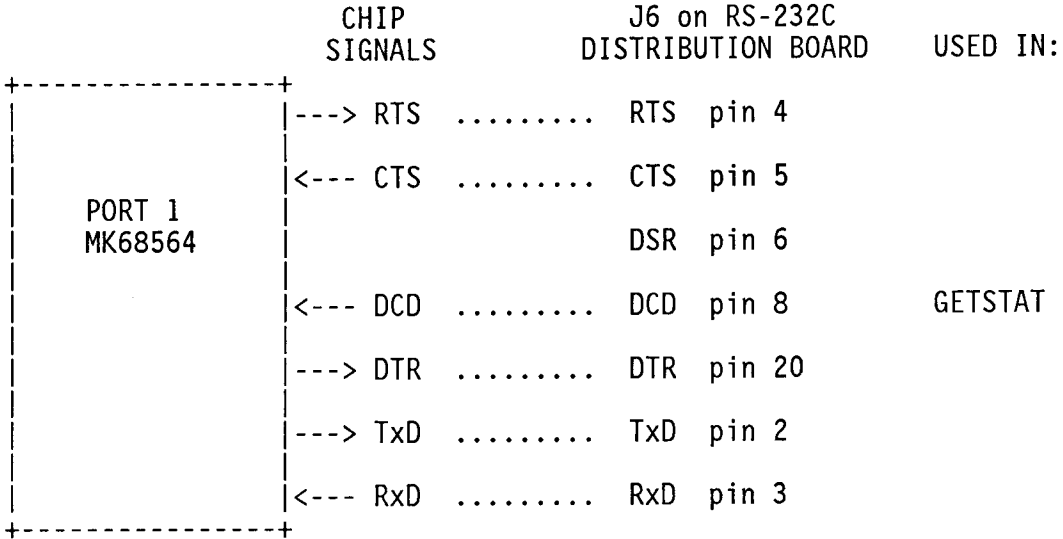 CHIP J6 on RS-232C
SIGNALS DISTRIBUTION BOARD USED IN:
+-----------------+
|---> RTS ......... RTS pin 4
|<--- CTS ......... CTS pin 5
PORT 1
MK68564 DSR pin 6
|<--- DCD ......... DCD pin 8 GETSTAT
|---> DTR ......... DTR pin 20
|---> TxD ......... TxD pin 2
|<--- RxD ......... RxD pin 3
+-----------------+